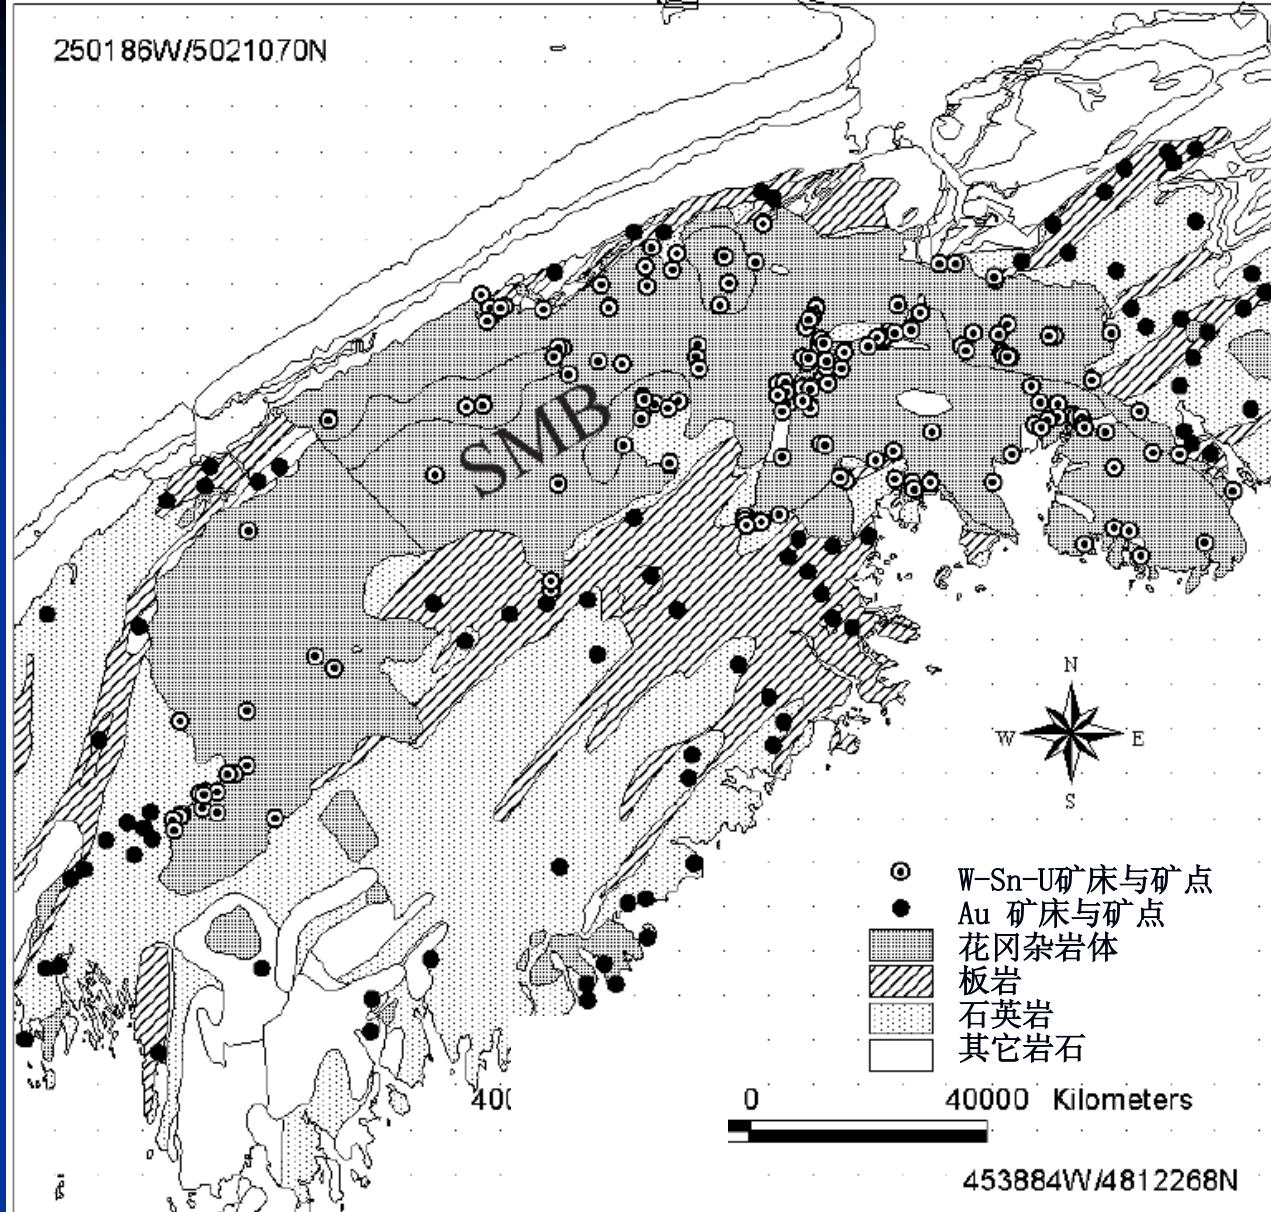 250186W/5021070N
SMB
N
W E
S
W-Sn-U矿床与矿点
Au 矿床与矿点
花冈杂岩体
板岩
石英岩
其它岩石
400
0 40000 Kilometers
453884W/4812268N